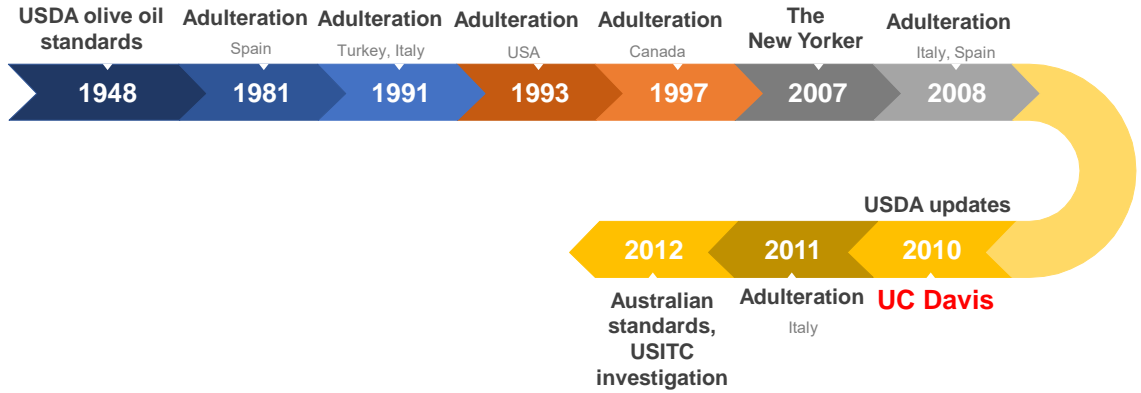 USDA olive oil
standards
Adulteration
Spain
Adulteration
Turkey, Italy
Adulteration
USA
Adulteration
Canada
The
New Yorker
Adulteration
Italy, Spain
1948
1981
1991
1993
1997
2007
2008
USDA updates
2010
UC Davis
2011
Adulteration
Italy
2012
Australian
standards,
USITC
investigation